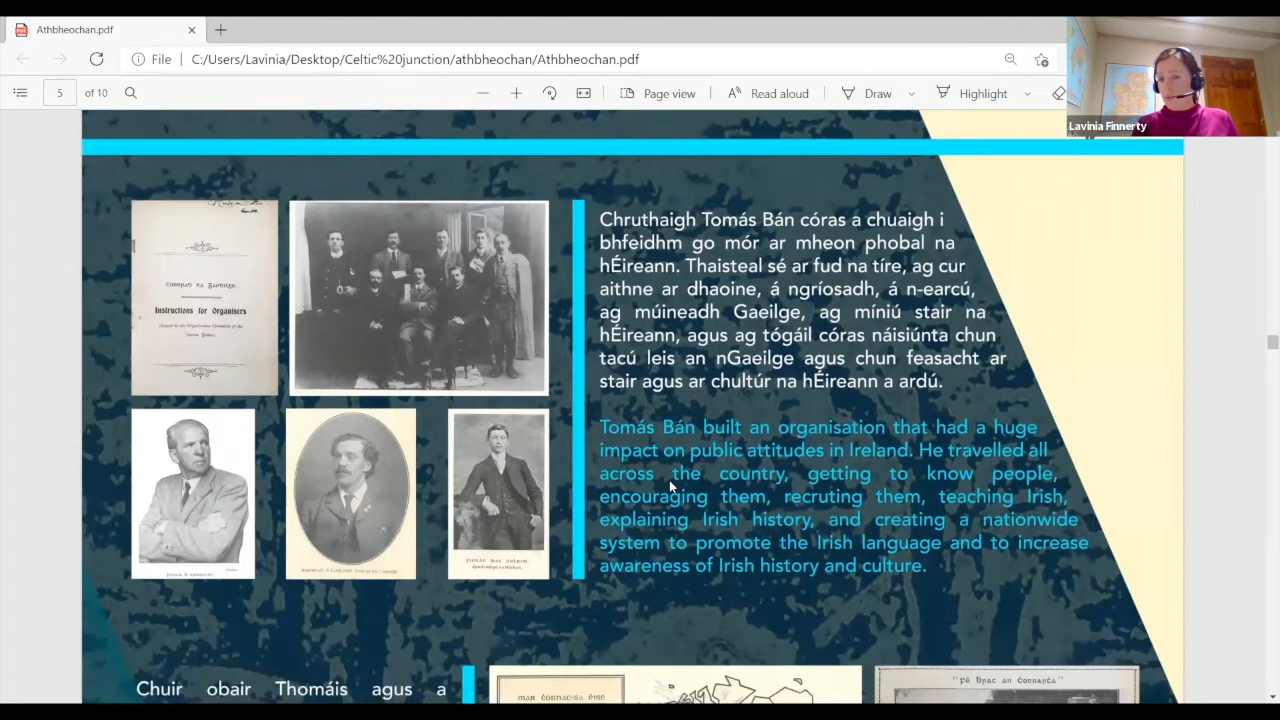 Athbheochan.pdf
File
C:/Users/Lavinia/Desktop/Celtic%20junction/athbheochan/Athbheochan.pdf
5
of 10
Page view
Read aloud
Draw
Highlight
Lavinia Finnerty
Instructions for Organisers
Chruthaigh Tomás Bán córas a chuaigh i
bhfeidhm go mór ar mheon phobal na
hÉireann. Thaisteal sé ar fud na tíre, ag cur
aithne ar dhaoine, á ngríosadh, á n-earcú,
ag múineadh Gaeilge, ag míniú stair na
hÉireann, agus ag tógáil córas náisiúnta chun
tacú leis an nGaeilge agus chun feasacht ar
stair agus ar chultúr na hÉireann a ardú.
Tomás Bán built an organisation that had a huge
impact on public attitudes in Ireland. He travelled all
across the country, getting to know people,
encouraging them, recruting them, teaching Irish,
explaining Irish history, and creating a nationwide
system to promote the Irish language and to increase
awareness of Irish history and culture.
Chuir obair Thomáis agus a